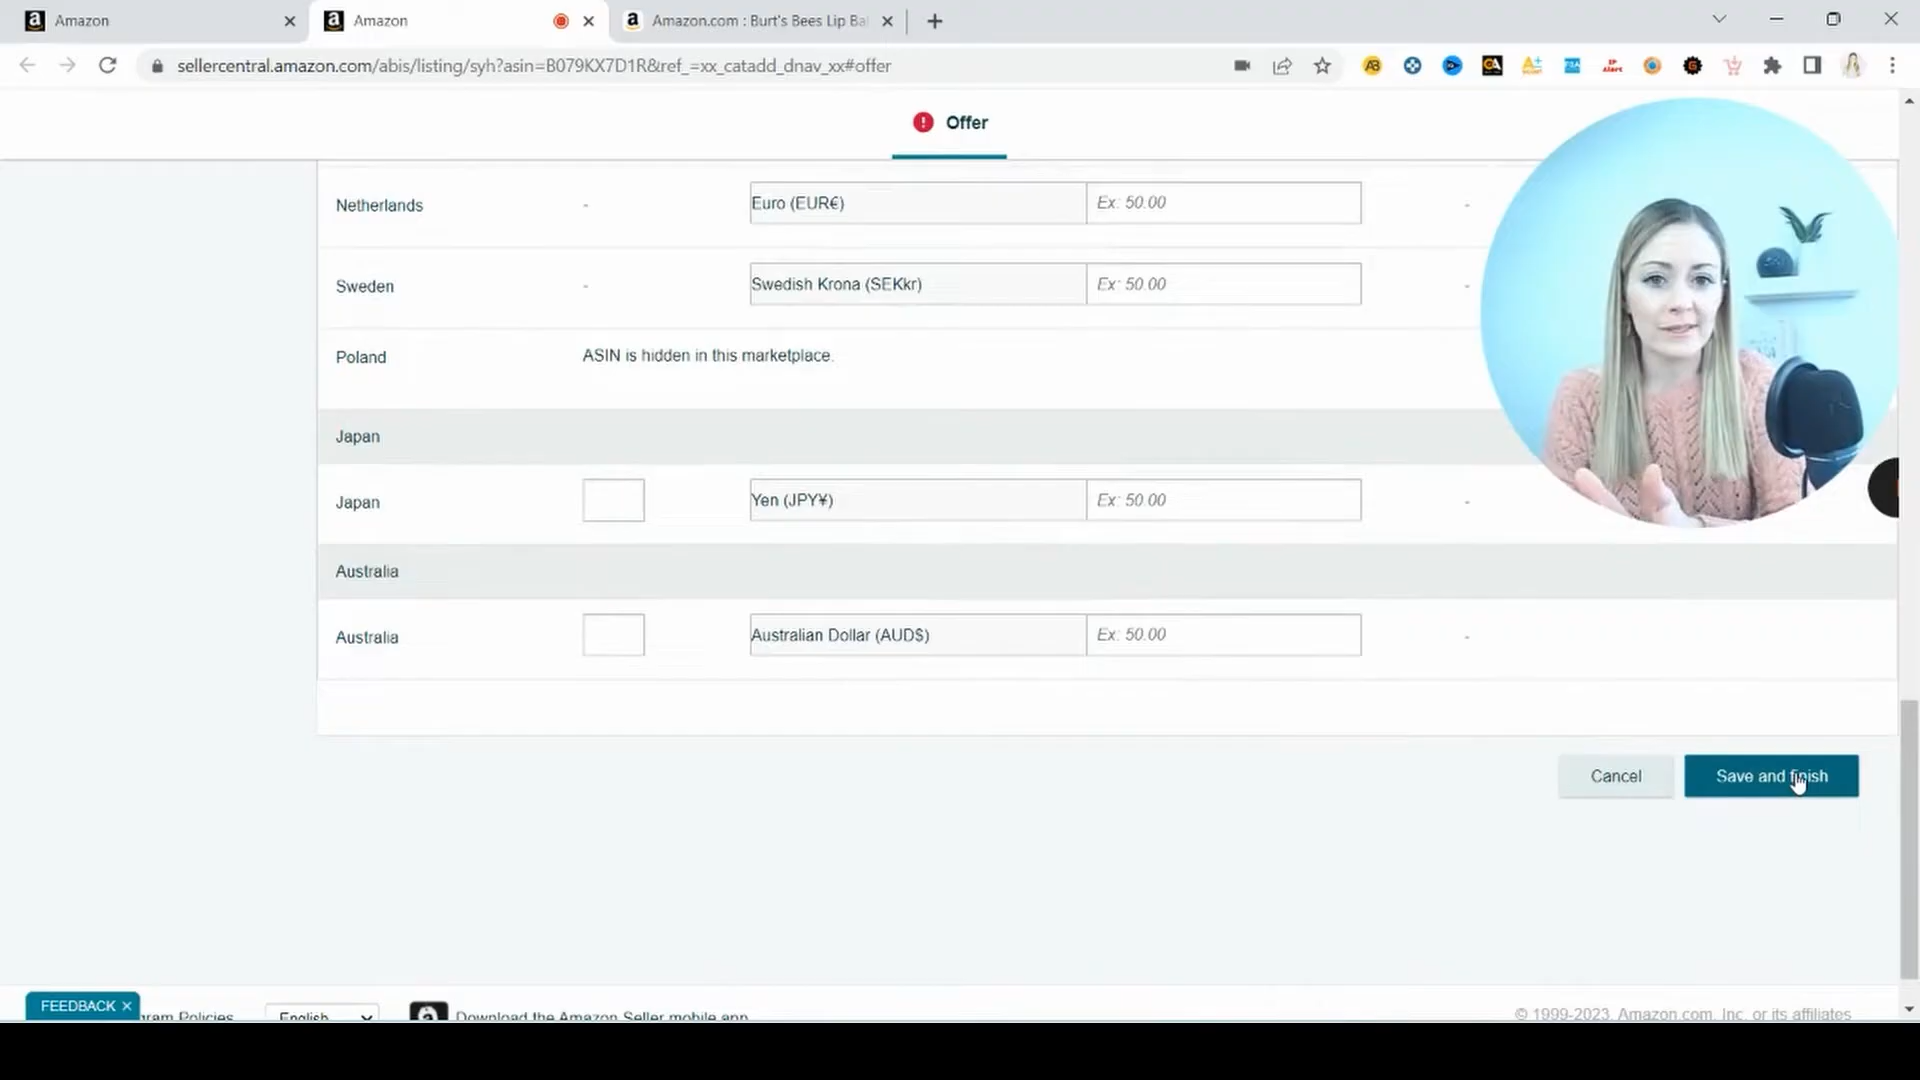 Amazon
Amazon
Amazon.com : Burt's Bees Lip Ba
sellercentral.amazon.com/abis/listing/syh?asin=B079KX7D1R&ref_=xx_catadd_dnav_xx#offer
Offer
Netherlands - Euro (EUR€) Ex: 50.00 -
Sweden - Swedish Krona (SEKkr) Ex: 50.00 -
Poland ASIN is hidden in this marketplace.
Japan
Japan Yen (JPY¥) Ex: 50.00 -
Australia
Australia Australian Dollar (AUD$) Ex: 50.00 -
Cancel Save and finish
FEEDBACK × gram Policies English Download the Amazon Seller mobile app © 1999-2023, Amazon.com, Inc. or its affiliates